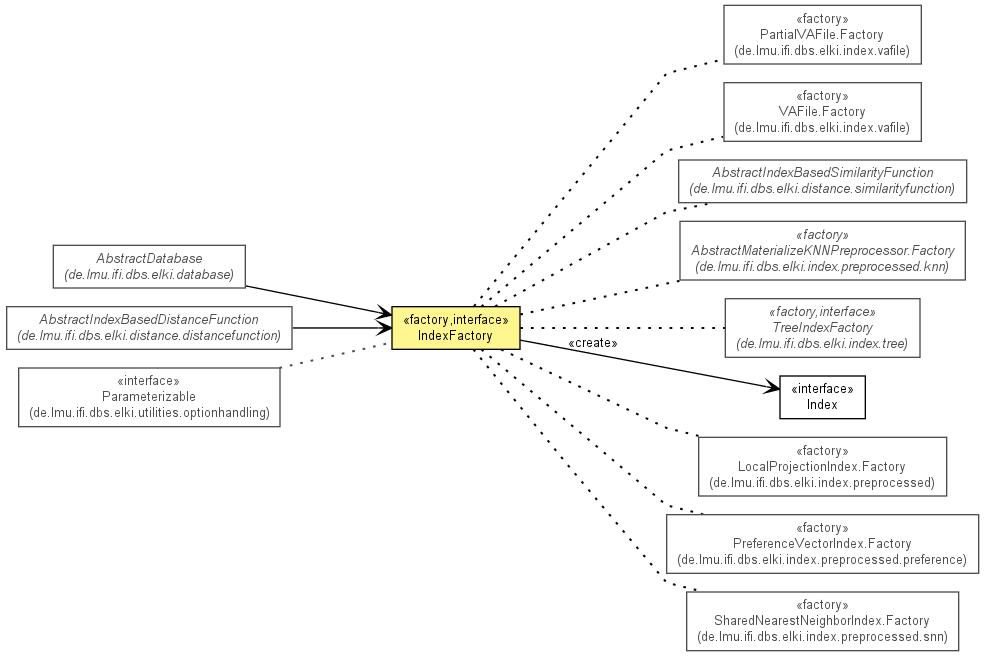 «factory»
PartialVAFile.Factory
(de.lmu.ifi.dbs.elki.index.vafile)
«factory»
VAFile.Factory
(de.lmu.ifi.dbs.elki.index.vafile)
AbstractIndexBasedSimilarityFunction
(de.lmu.ifi.dbs.elki.distance.similarityfunction)
«factory»
AbstractMaterializeKNNPreprocessor.Factory
(de.lmu.ifi.dbs.elki.index.preprocessed.knn)
AbstractDatabase
(de.lmu.ifi.dbs.elki.database)
AbstractIndexBasedDistanceFunction
(de.lmu.ifi.dbs.elki.distance.distancefunction)
«interface»
Parameterizable
(de.lmu.ifi.dbs.elki.utilities.optionhandling)
«factory,interface»
IndexFactory
«create»
«factory,interface»
TreeIndexFactory
(de.lmu.ifi.dbs.elki.index.tree)
«interface»
Index
«factory»
LocalProjectionIndex.Factory
(de.lmu.ifi.dbs.elki.index.preprocessed)
«factory»
PreferenceVectorIndex.Factory
(de.lmu.ifi.dbs.elki.index.preprocessed.preference)
«factory»
SharedNearestNeighborIndex.Factory
(de.lmu.ifi.dbs.elki.index.preprocessed.snn)